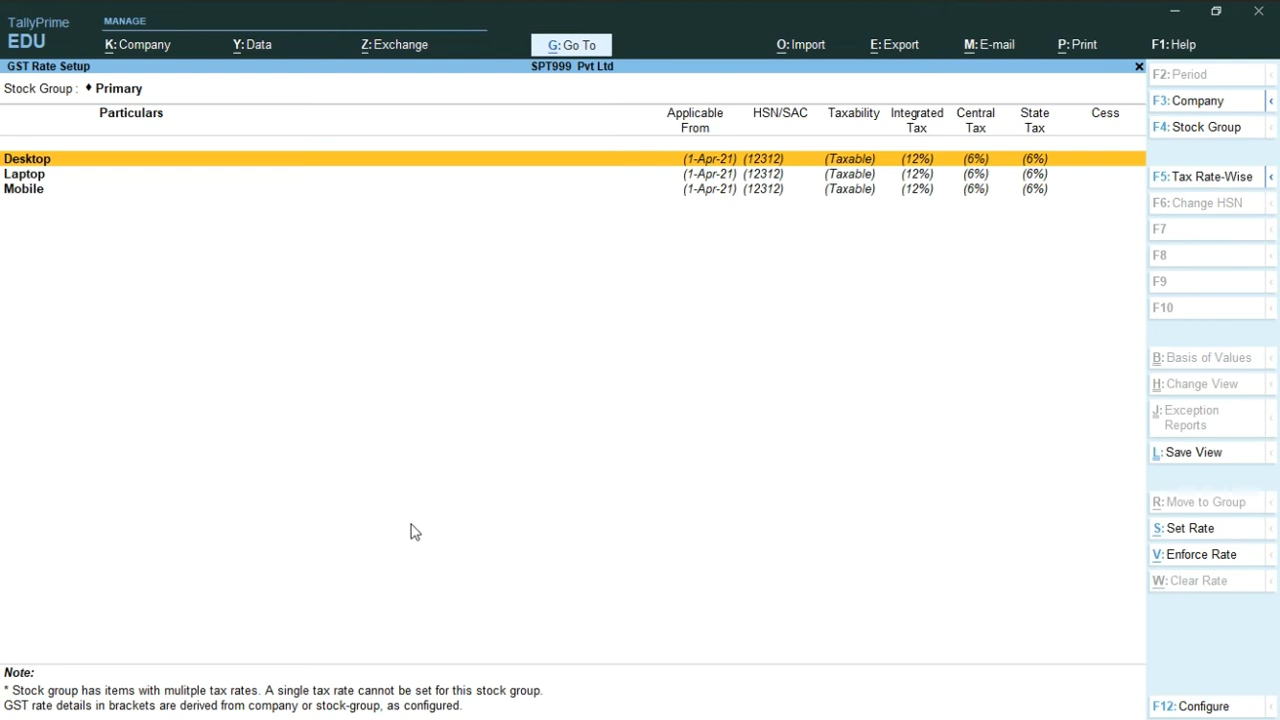 TallyPrime
EDU
MANAGE
K: Company
Y: Data
Z: Exchange
G: Go To
O: Import
E: Export
M: E-mail
P: Print
F1: Help
GST Rate Setup
SPT999 Pvt Ltd
Stock Group : ♦ Primary
Particulars
Applicable From
HSN/SAC
Taxability
Integrated Tax
Central Tax
State Tax
Cess
Desktop (1-Apr-21) (12312) (Taxable) (12%) (6%) (6%)
Laptop (1-Apr-21) (12312) (Taxable) (12%) (6%) (6%)
Mobile (1-Apr-21) (12312) (Taxable) (12%) (6%) (6%)
F2: Period
F3: Company
F4: Stock Group
F5: Tax Rate-Wise
F6: Change HSN
F7
F8
F9
F10
B: Basis of Values
H: Change View
J: Exception
Reports
L: Save View
R: Move to Group
S: Set Rate
V: Enforce Rate
W: Clear Rate
F12: Configure
Note:
* Stock group has items with mulitple tax rates. A single tax rate cannot be set for this stock group.
GST rate details in brackets are derived from company or stock-group, as configured.